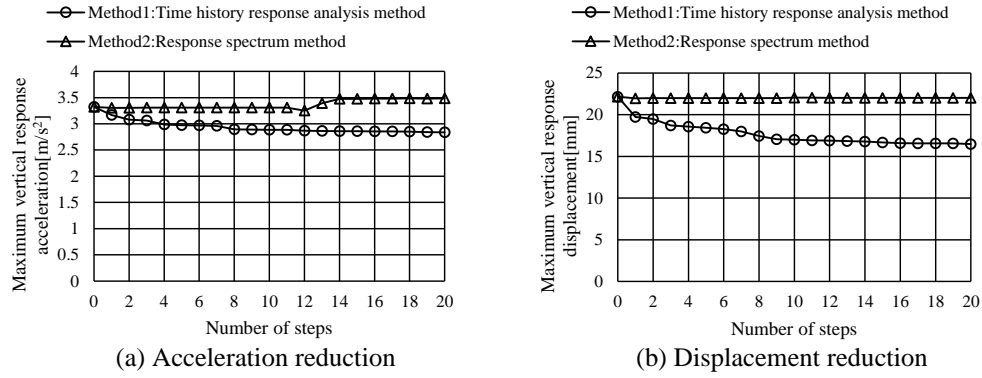 Method1:Time history response analysis method
Method2:Response spectrum method
Maximum vertical response
acceleration[m/s²]
4
3.5
3
2.5
2
1.5
1
0.5
0
0 2 4 6 8 10 12 14 16 18 20
Number of steps
(a) Acceleration reduction
Method1:Time history response analysis method
Method2:Response spectrum method
Maximum vertical response
displacement[mm]
25
20
15
10
5
0
0 2 4 6 8 10 12 14 16 18 20
Number of steps
(b) Displacement reduction